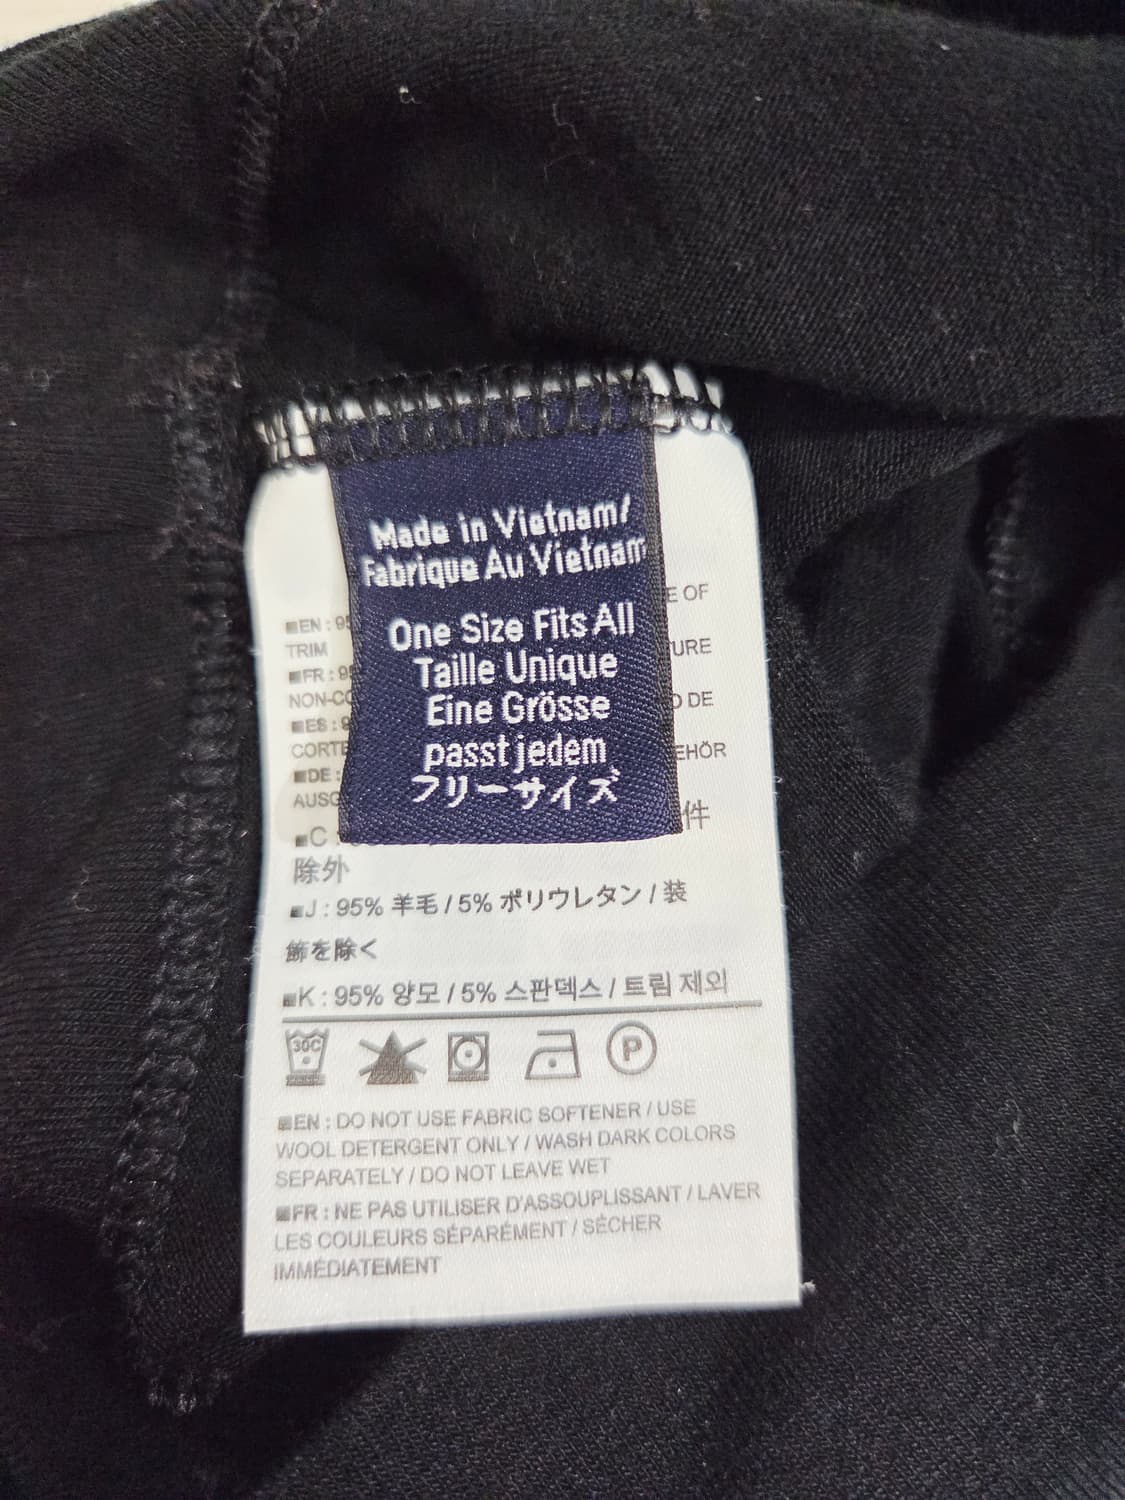 Made in Vietnam/
Fabrique Au Vietnam
One Size Fits All
Taille Unique
Eine Grösse
passt jedem
フリーサイズ
EN : 95
OF
TRIM
FR : 9
NON-CO
ES : 9
DE
CORTE
DE :
EHÖR
AUSG
C
件
除外
J : 95% 羊毛 / 5% ポリウレタン / 装
飾を除く
K : 95% 양모 / 5% 스판덱스 / 트림 제외
30C
P
EN : DO NOT USE FABRIC SOFTENER / USE
WOOL DETERGENT ONLY / WASH DARK COLORS
SEPARATELY / DO NOT LEAVE WET
FR : NE PAS UTILISER D'ASSOUPLISSANT / LAVER
LES COULEURS SÉPARÉMENT / SÉCHER
IMMÉDIATEMENT